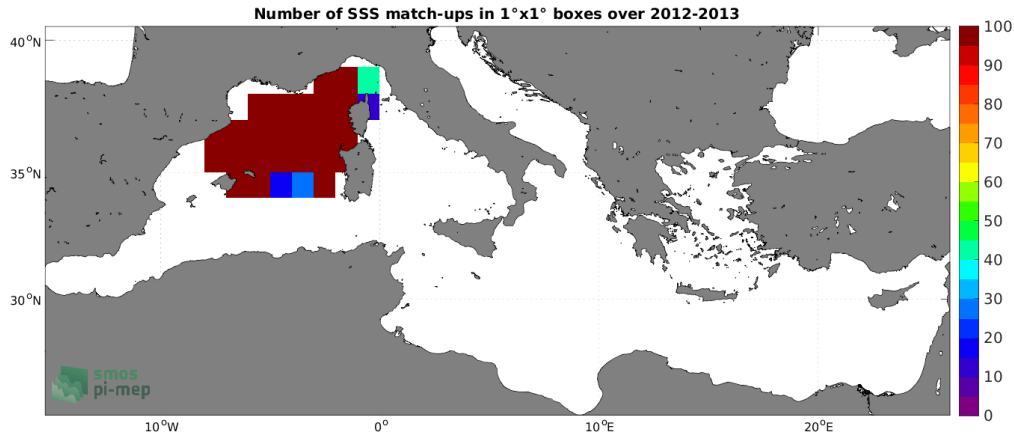 Number of SSS match-ups in 1°x1° boxes over 2012-2013
40°N
35°N
30°N
10°W
0°
10°E
20°E
100
90
80
70
60
50
40
30
20
10
0
smos
pi-mep